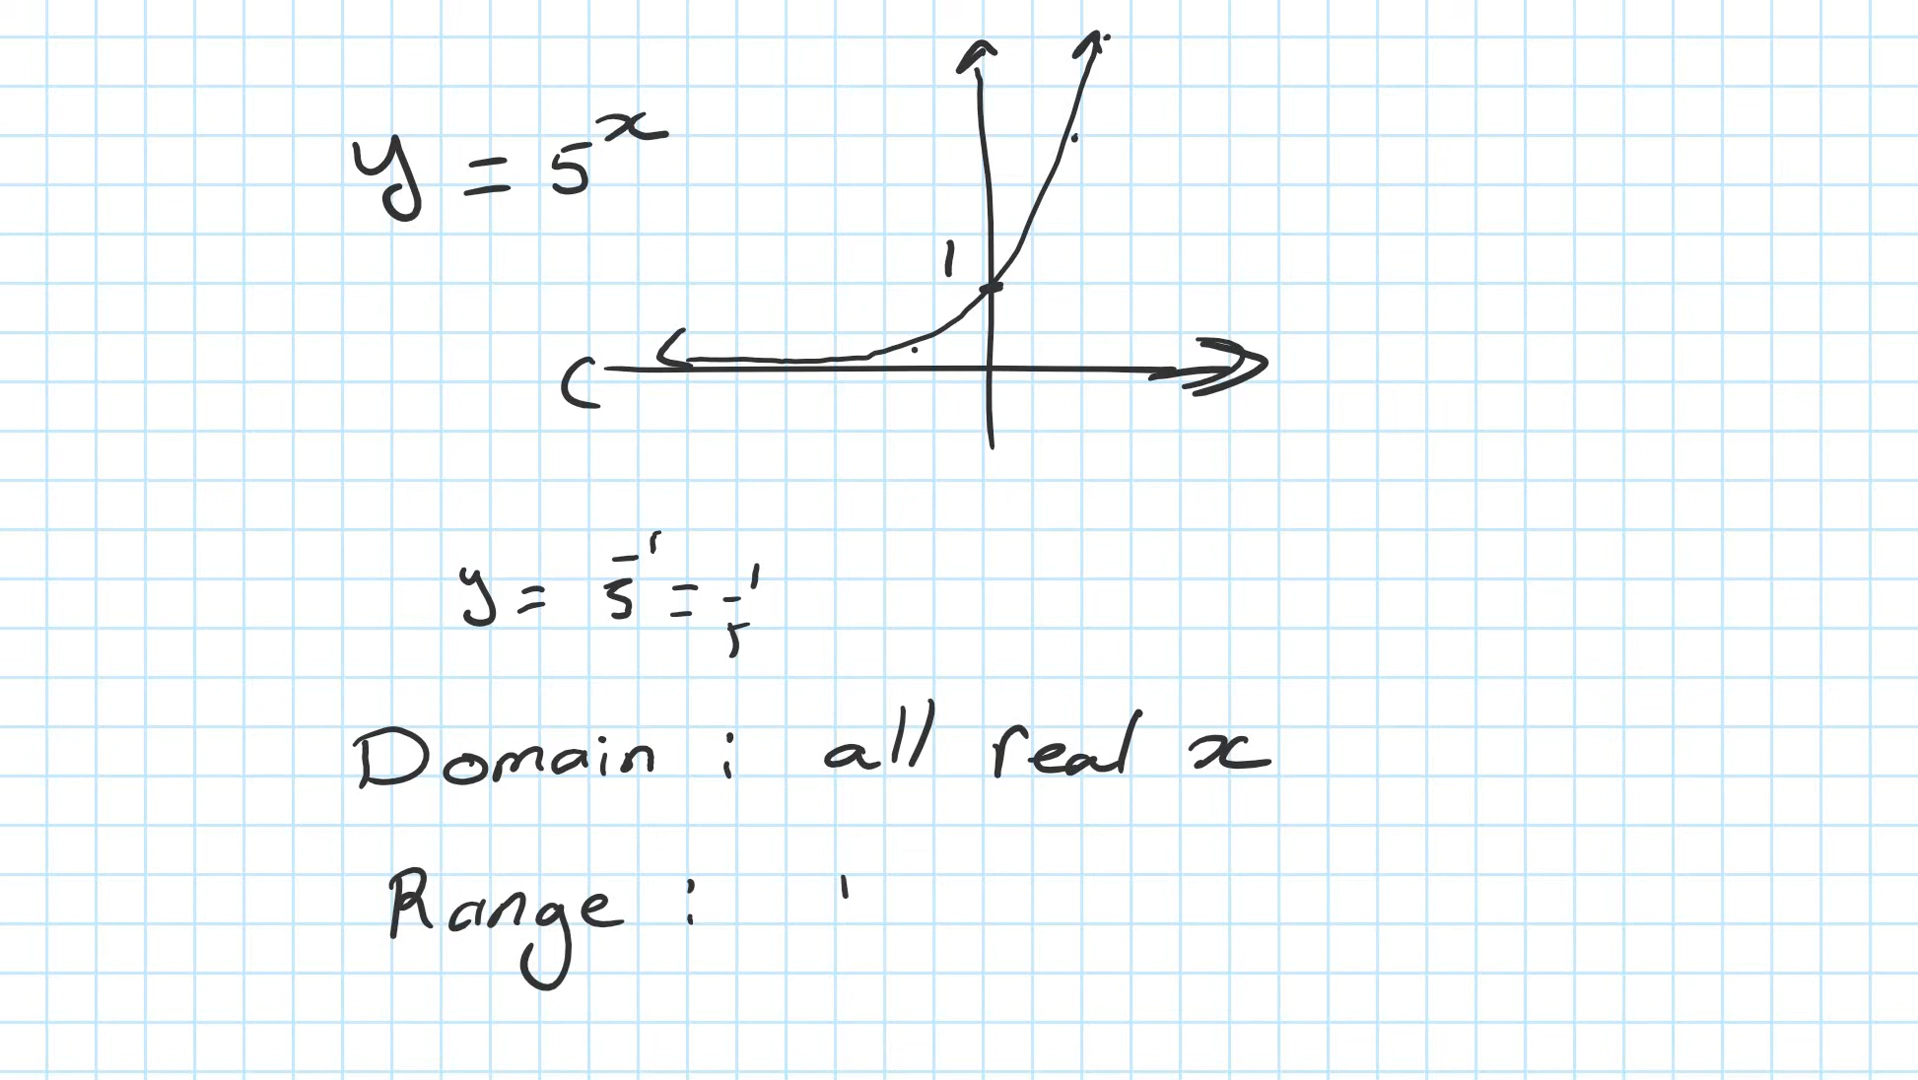 y = 5^x
1
y = 5^-1 = 1/5
Domain : all real x
Range :